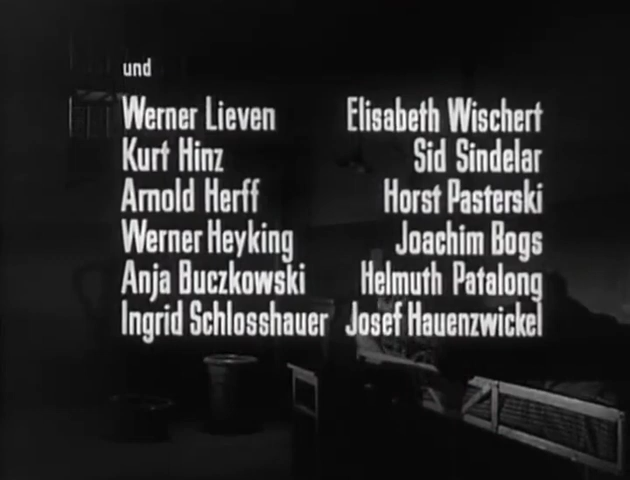 und
Werner Lieven Elisabeth Wischert
Kurt Hinz Sid Sindelar
Arnold Herff Horst Pasterski
Werner Heyking Joachim Bogs
Anja Buczkowski Helmuth Patalong
Ingrid Schlosshauer Josef Hauenzwickel